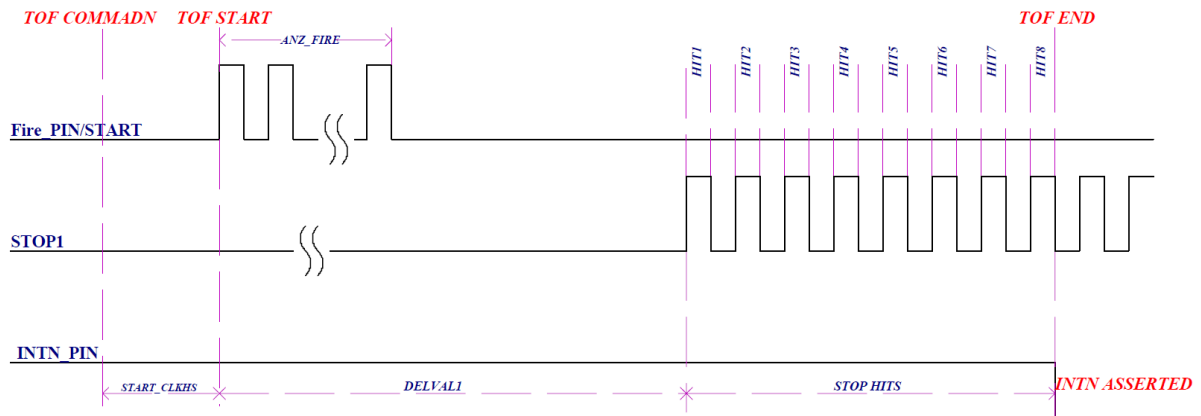 TOF COMMADN
TOF START
TOF END
ANZ_FIRE
HIT1
HIT2
HIT3
HIT4
HIT5
HIT6
HIT7
HIT8
Fire_PIN/START
STOP1
INTN_PIN
START_CLKHS
DELVAL1
STOP HITS
INTN ASSERTED